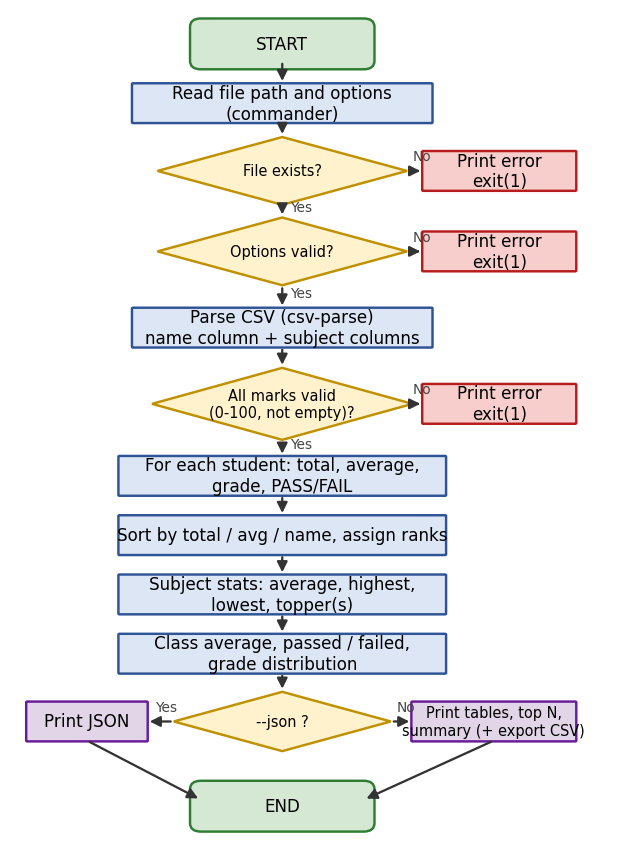 START
Read file path and options
(commander)
File exists?
No
Print error
exit(1)
Yes
Options valid?
No
Print error
exit(1)
Yes
Parse CSV (csv-parse)
name column + subject columns
All marks valid
(0-100, not empty)?
No
Print error
exit(1)
Yes
For each student: total, average,
grade, PASS/FAIL
Sort by total / avg / name, assign ranks
Subject stats: average, highest,
lowest, topper(s)
Class average, passed / failed,
grade distribution
--json ?
Yes
Print JSON
No
Print tables, top N,
summary (+ export CSV)
END